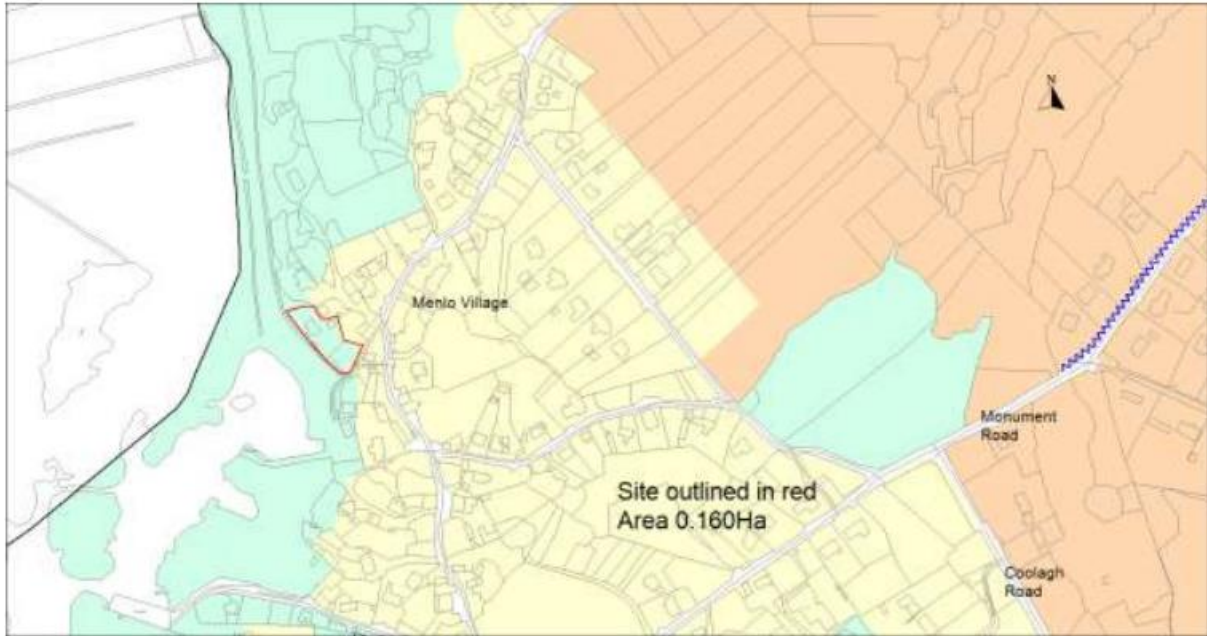 N
Menlo Village
Monument
Road
Site outlined in red
Area 0.160Ha
Coolagh
Road